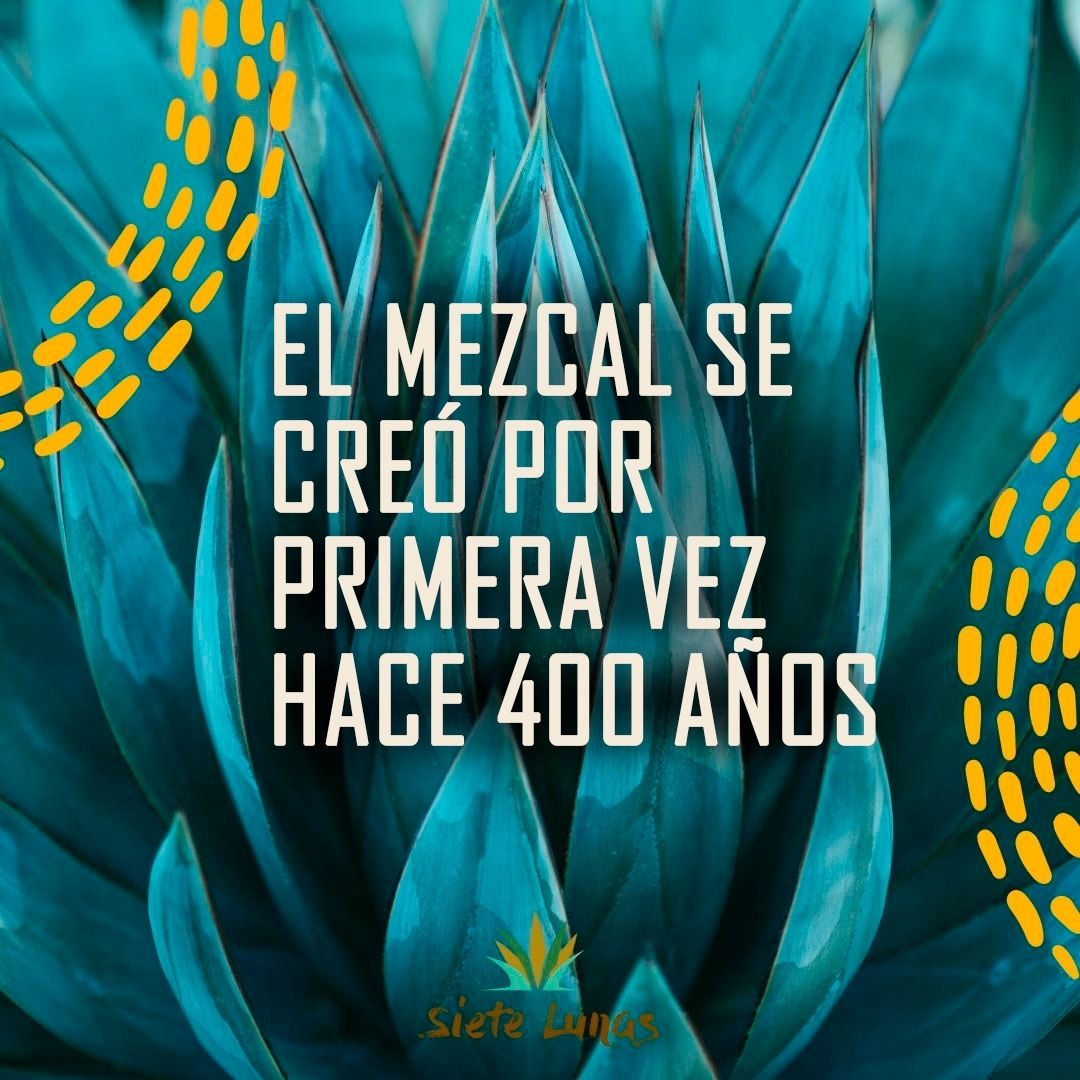 EL MEZCAL SE
CREÓ POR
PRIMERA VEZ
HACE 400 AÑOS
Siete Lunas